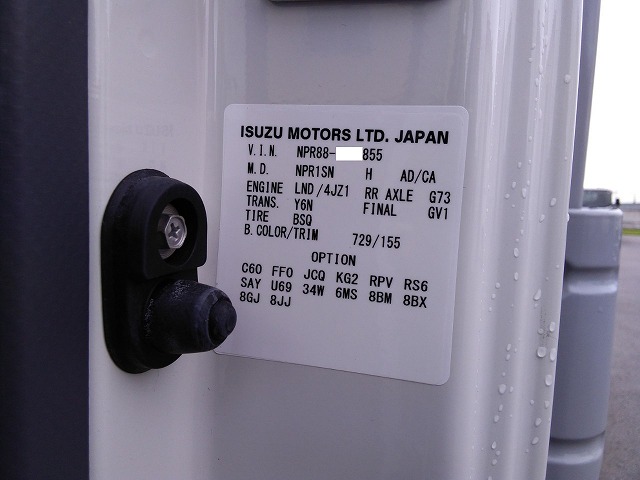 ISUZU MOTORS LTD. JAPAN
V.I.N. NPR88- 855
M.D. NPR1SN H AD/CA
ENGINE LND/4JZ1 RR AXLE G73
TRANS. Y6N FINAL GV1
TIRE BSQ
B.COLOR/TRIM 729/155
OPTION
C60 FF0 JCQ KG2 RPV RS6
SAY U69 34W 6MS 8BM 8BX
8GJ 8JJ